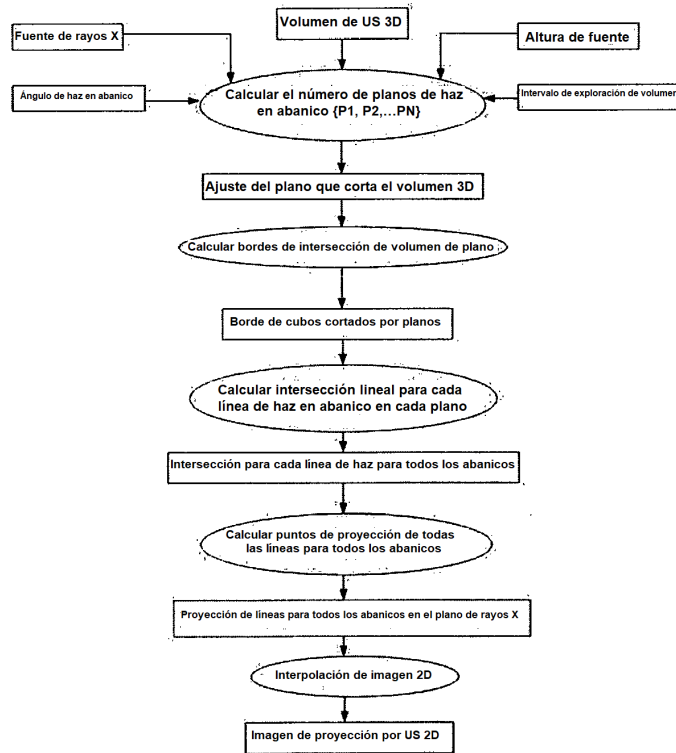 Volumen de US 3D
Fuente de rayos X
Altura de fuente
Ángulo de haz en abanico
Calcular el número de planos de haz
en abanico {P1, P2,...PN}
Intervalo de exploración de volumen
Ajuste del plano que corta el volumen 3D
Calcular bordes de intersección de volumen de plano
Borde de cubos cortados por planos
Calcular intersección lineal para cada
línea de haz en abanico en cada plano
Intersección para cada línea de haz para todos los abanicos
Calcular puntos de proyección de todas
las líneas para todos los abanicos
Proyección de líneas para todos los abanicos en el plano de rayos X
Interpolación de imagen 2D
Imagen de proyección por US 2D